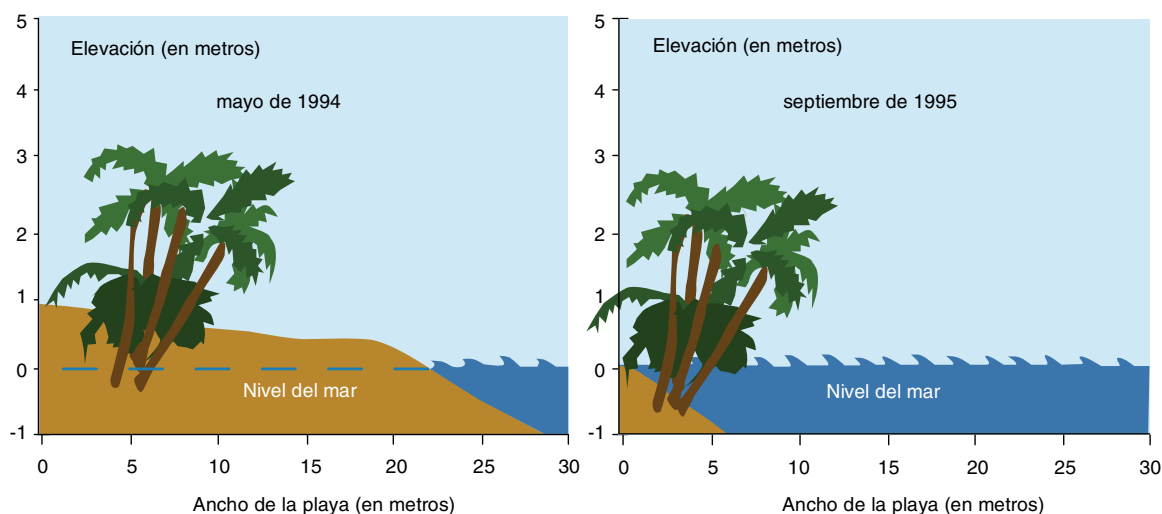 5
Elevación (en metros)
4
mayo de 1994
3
2
1
0
Nivel del mar
-1
0 5 10 15 20 25 30
Ancho de la playa (en metros)
5
Elevación (en metros)
4
septiembre de 1995
3
2
1
0
Nivel del mar
-1
0 5 10 15 20 25 30
Ancho de la playa (en metros)